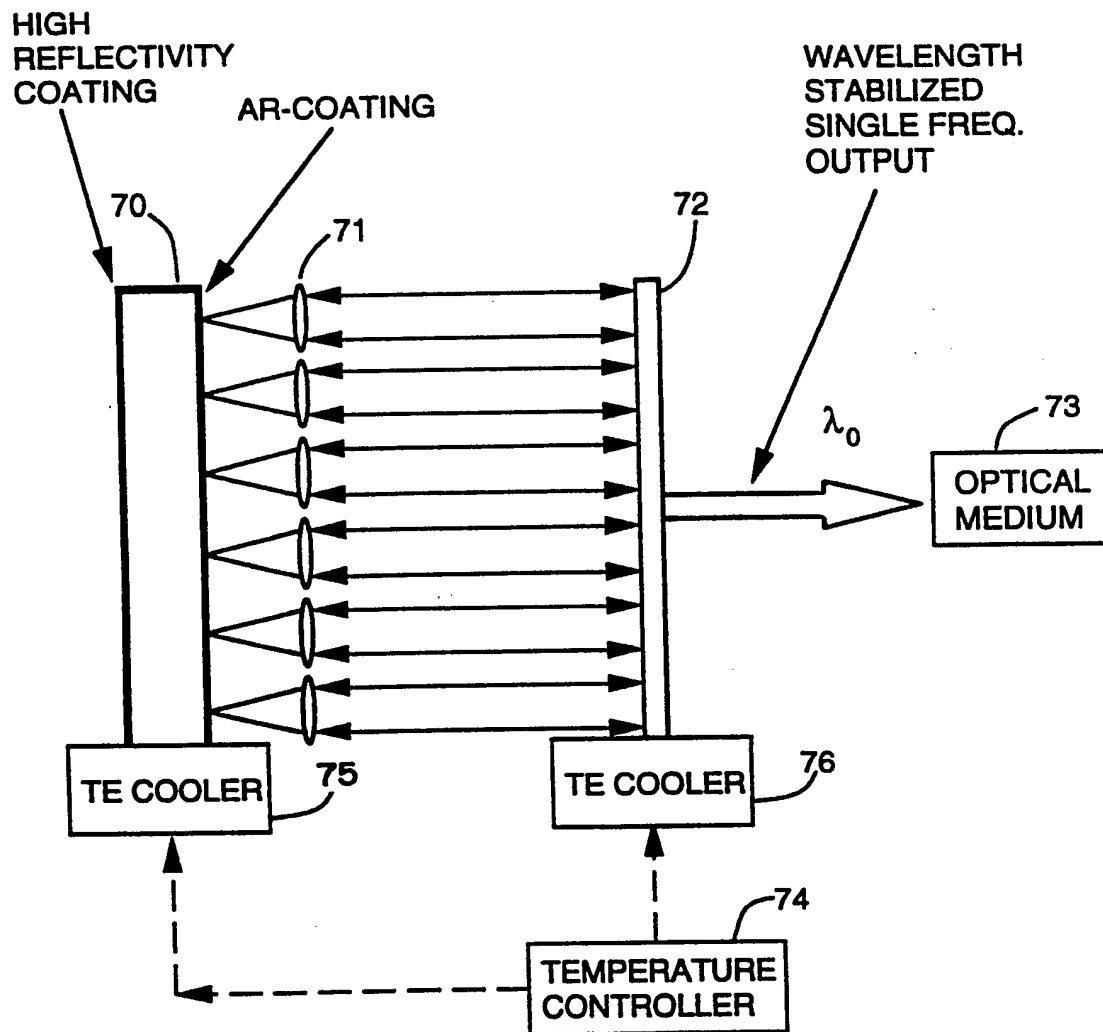 HIGH
REFLECTIVITY
COATING
AR-COATING
WAVELENGTH
STABILIZED
SINGLE FREQ.
OUTPUT
70
71
72
λ0
73
OPTICAL
MEDIUM
TE COOLER
75
TE COOLER
76
74
TEMPERATURE
CONTROLLER